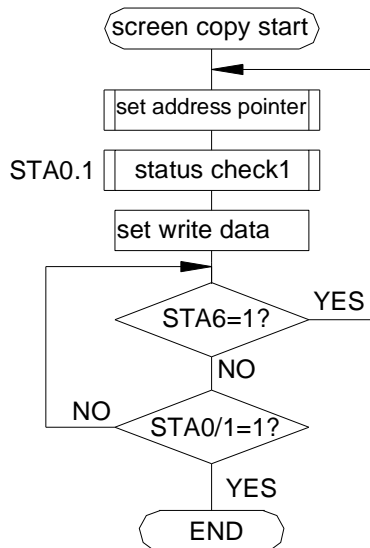 screen copy start
set address pointer
STA0.1
status check1
set write data
STA6=1?
YES
NO
NO
STA0/1=1?
YES
END